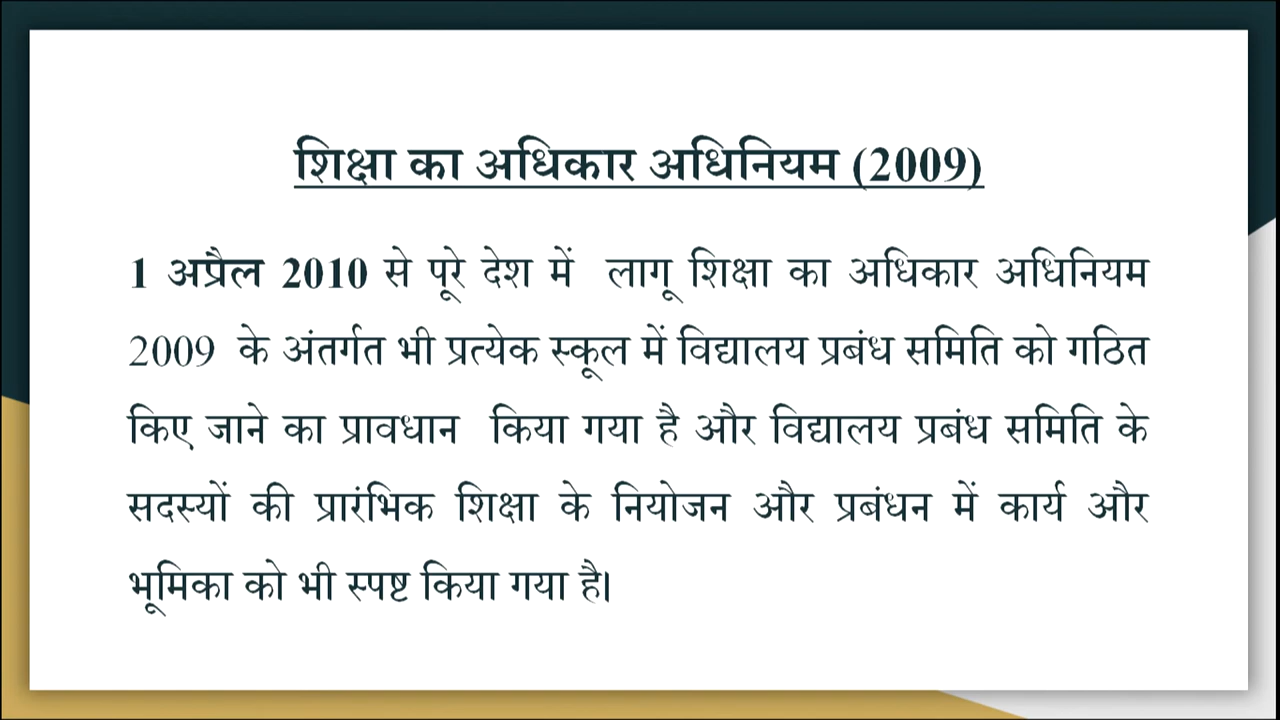 शिक्षा का अधिकार अधिनियम (2009)
1 अप्रैल 2010 से पूरे देश में लागू शिक्षा का अधिकार अधिनियम
2009 के अंतर्गत भी प्रत्येक स्कूल में विद्यालय प्रबंध समिति को गठित
किए जाने का प्रावधान किया गया है और विद्यालय प्रबंध समिति के
सदस्यों की प्रारंभिक शिक्षा के नियोजन और प्रबंधन में कार्य और
भूमिका को भी स्पष्ट किया गया है।